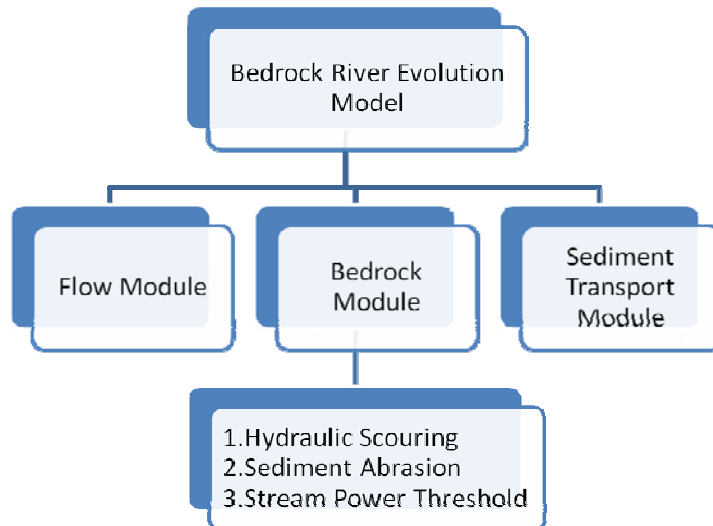 Bedrock River Evolution
Model
Flow Module
Bedrock
Module
Sediment
Transport
Module
1.Hydraulic Scouring
2.Sediment Abrasion
3.Stream Power Threshold